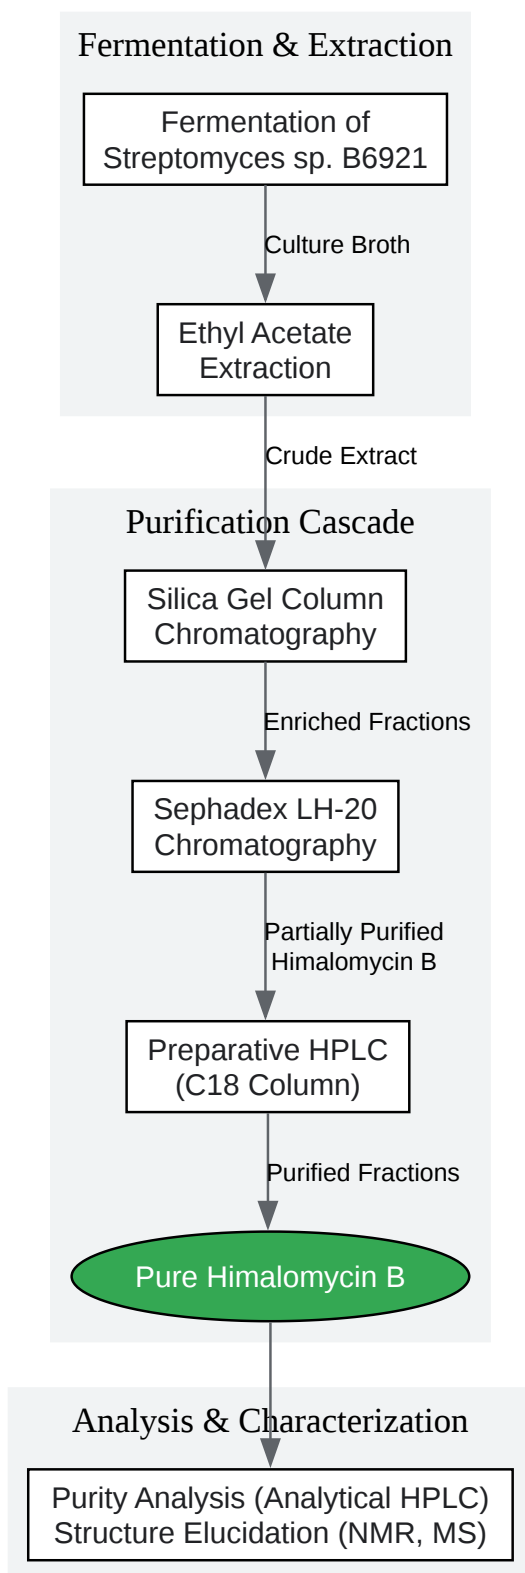 Fermentation & Extraction
Fermentation of
Streptomyces sp. B6921
Culture Broth
Ethyl Acetate
Extraction
Crude Extract
Purification Cascade
Silica Gel Column
Chromatography
Enriched Fractions
Sephadex LH-20
Chromatography
Partially Purified
Himalomycin B
Preparative HPLC
(C18 Column)
Purified Fractions
Pure Himalomycin B
Analysis & Characterization
Purity Analysis (Analytical HPLC)
Structure Elucidation (NMR, MS)